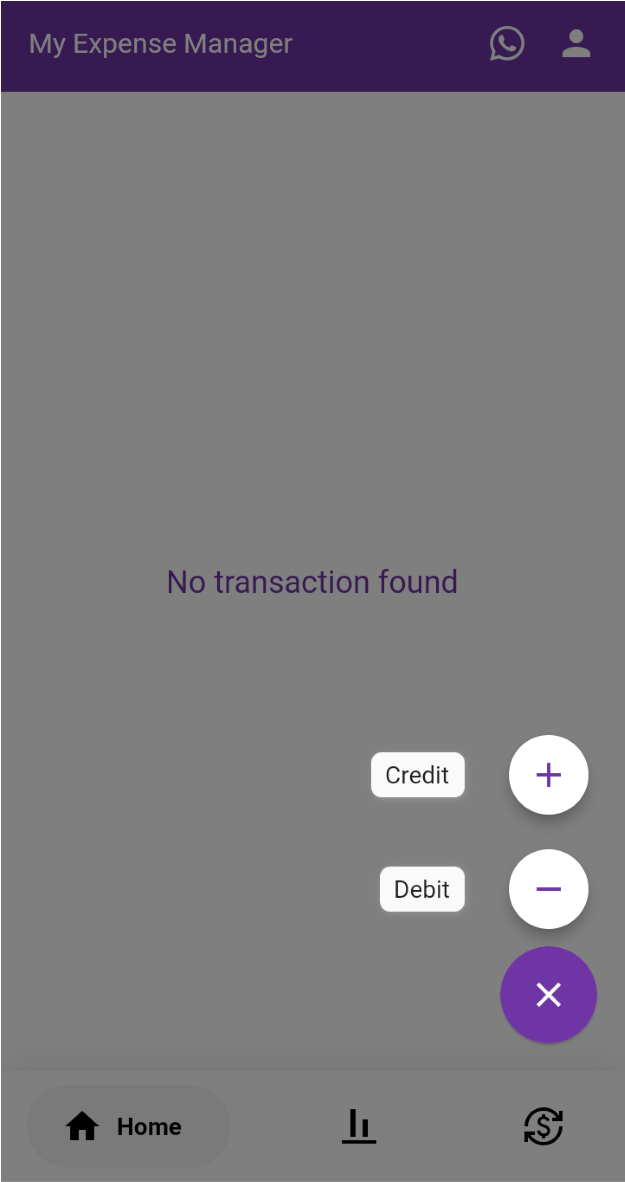 My Expense Manager
No transaction found
Credit
Debit
Home